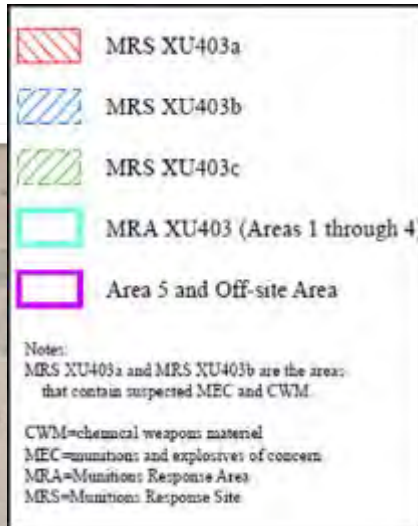 MRS XU403a
MRS XU403b
MRS XU403c
MRA XU403 (Areas 1 through 4)
Area 5 and Off-site Area
Notes:
MRS XU403a and MRS XU403b are the areas
that contain suspected MEC and CWM.
CWM=chemical weapons materiel
MEC=munitions and explosives of concern
MRA=Munitions Response Area
MRS=Munitions Response Site